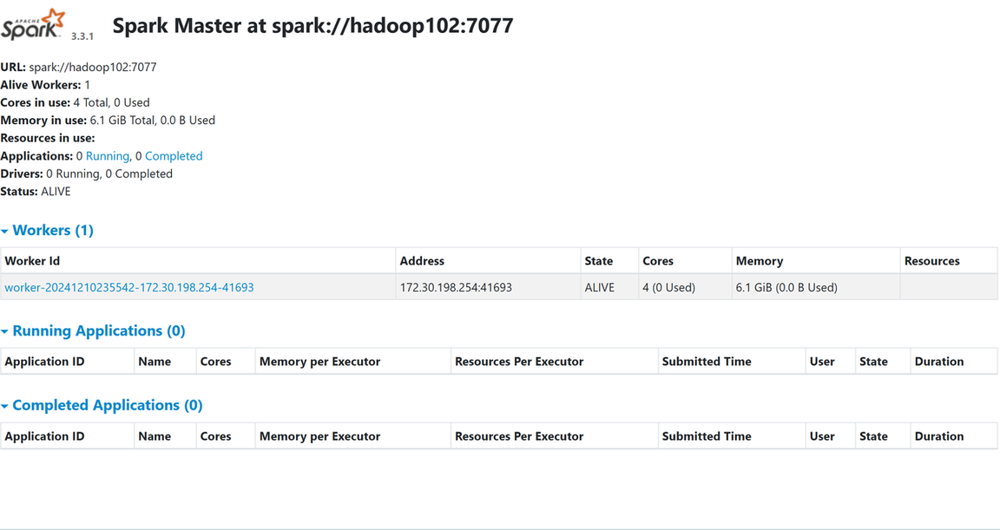 APACHE
Spark 3.3.1 Spark Master at spark://hadoop102:7077
URL: spark://hadoop102:7077
Alive Workers: 1
Cores in use: 4 Total, 0 Used
Memory in use: 6.1 GiB Total, 0.0 B Used
Resources in use:
Applications: 0 Running, 0 Completed
Drivers: 0 Running, 0 Completed
Status: ALIVE
Workers (1)
Worker Id Address State Cores Memory Resources
worker-20241210235542-172.30.198.254-41693 172.30.198.254:41693 ALIVE 4 (0 Used) 6.1 GiB (0.0 B Used)
Running Applications (0)
Application ID Name Cores Memory per Executor Resources Per Executor Submitted Time User State Duration
Completed Applications (0)
Application ID Name Cores Memory per Executor Resources Per Executor Submitted Time User State Duration